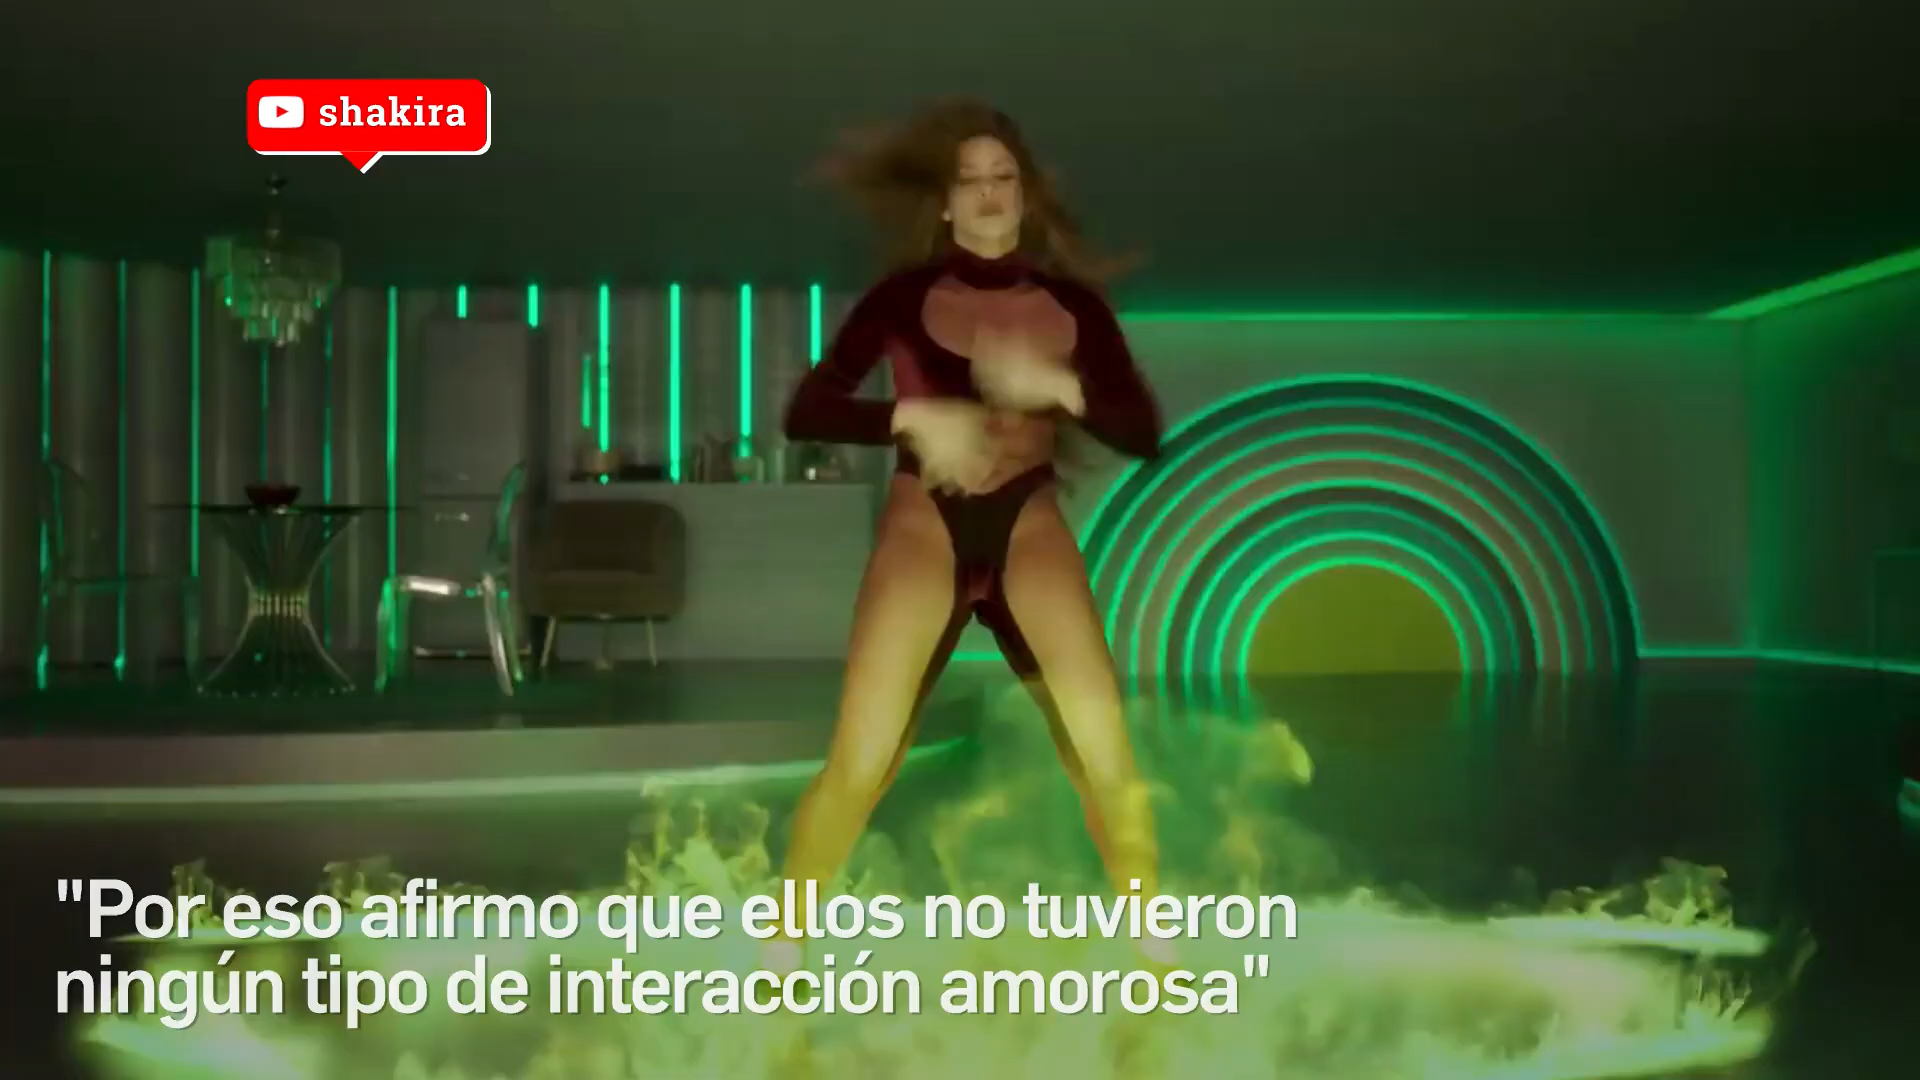 shakira
"Por eso afirmo que ellos no tuvieron
ningún tipo de interacción amorosa"